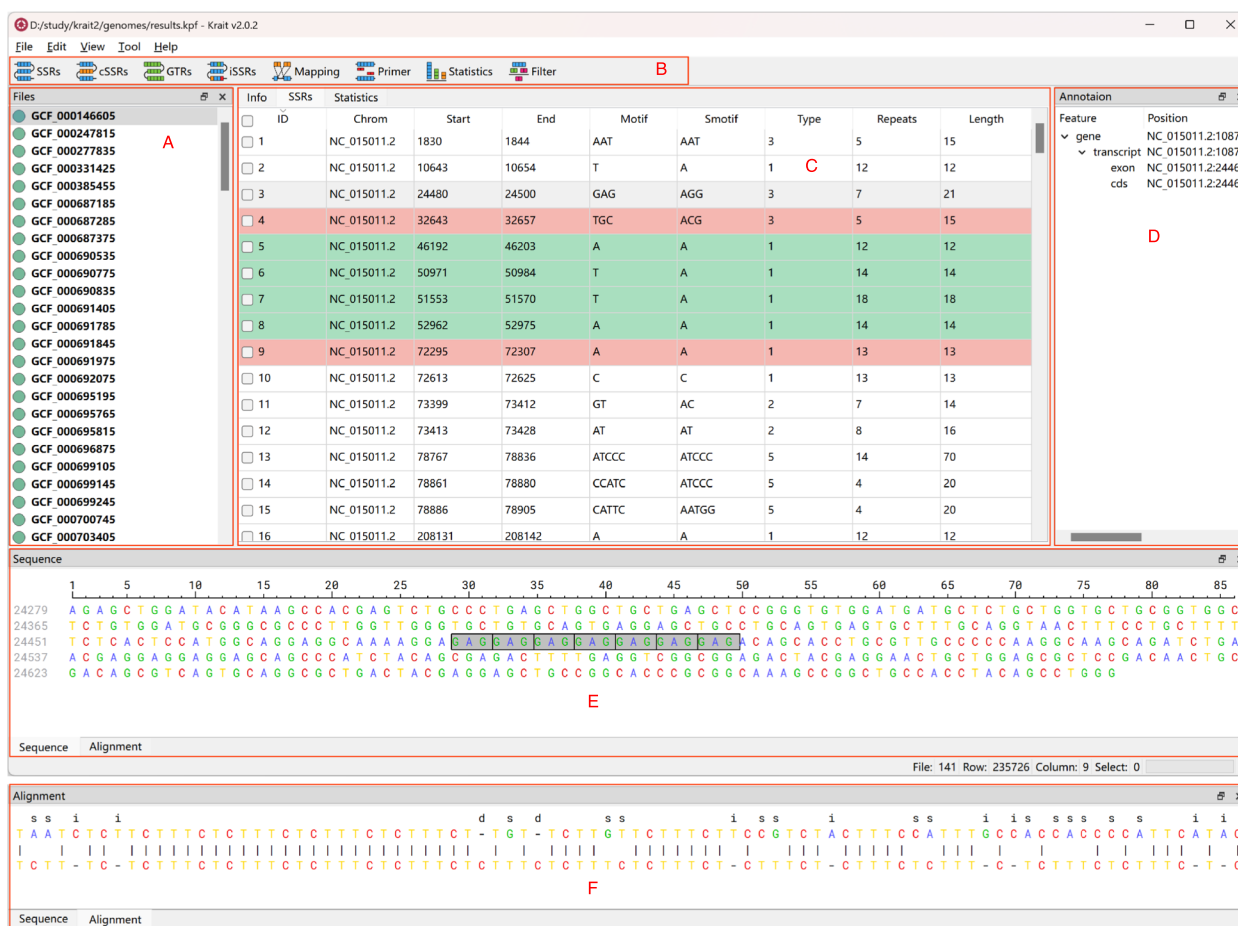 D:/study/krait2/genomes/results.kpf - Krait v2.0.2
File Edit View Tool Help
SSRs cSSRs GTRs iSSRs Mapping Primer Statistics Filter B
Files
GCF_000146605
GCF_000247815 A
GCF_000277835
GCF_000331425
GCF_000385455
GCF_000687185
GCF_000687285
GCF_000687375
GCF_000690535
GCF_000690775
GCF_000690835
GCF_000691405
GCF_000691785
GCF_000691845
GCF_000691975
GCF_000692075
GCF_000695195
GCF_000695765
GCF_000695815
GCF_000696875
GCF_000699105
GCF_000699145
GCF_000699245
GCF_000700745
GCF_000703405
Info SSRs Statistics
ID Chrom Start End Motif Smotif Type Repeats Length
1 NC_015011.2 1830 1844 AAT AAT 3 5 15
2 NC_015011.2 10643 10654 T A 1 12 12
C
3 NC_015011.2 24480 24500 GAG AGG 3 7 21
4 NC_015011.2 32643 32657 TGC ACG 3 5 15
5 NC_015011.2 46192 46203 A A 1 12 12
6 NC_015011.2 50971 50984 T A 1 14 14
7 NC_015011.2 51553 51570 T A 1 18 18
8 NC_015011.2 52962 52975 A A 1 14 14
9 NC_015011.2 72295 72307 A A 1 13 13
10 NC_015011.2 72613 72625 C C 1 13 13
11 NC_015011.2 73399 73412 GT AC 2 7 14
12 NC_015011.2 73413 73428 AT AT 2 8 16
13 NC_015011.2 78767 78836 ATCCC ATCCC 5 14 70
14 NC_015011.2 78861 78880 CCATC ATCCC 5 4 20
15 NC_015011.2 78886 78905 CATTC AATGG 5 4 20
16 NC_015011.2 208131 208142 A A 1 12 12
Annotaion
Feature Position
gene NC_015011.2:1087
transcript NC_015011.2:1087
exon NC_015011.2:2446
cds NC_015011.2:2446
D
Sequence
1 5 10 15 20 25 30 35 40 45 50 55 60 65 70 75 80 85
24279 A G A G C T G G A T A C A T A A G C C A C G A G T C T G C C C T G A G C T G G C T G C T G A G C T C C G G G T G T G G A T G A T G C T C T G C T G G T G C T G C G G T G G C
24365 T C T G T G G A T G C G G G C G C C C T T G G T T G G G T G C T G T G C A G T G A G G A G C T G C C T G C A G T G A G T G C T T T G C A G G T A A C T T T C C T G C T T T T
24451 T C T C A C T C C A T G G C A G G A G G C A A A A G G A G A G G A G G A G G A G G A G G A G G A G A C A G C A C C T G C G T T G C C C C C A A G G C A A G C A G A T C T G A
24537 A C G A G G A G G A G G A G C A G C C C A T C T A C A G C G A G A C T T T T G A G G T C G G C G G A G A C T A C G A G G A A C T G C T G G A G C G C T C C G A C A A C T G C
24623 G A C A G C G T C A G T G C A G G C G C T G A C T A C G A G G A G C T G C C G G C A C C C G C G G C A A A G C C G G C T G C C A C C T A C A G C C T G G G
E
Sequence Alignment
File: 141 Row: 235726 Column: 9 Select: 0
Alignment
s s i i d s d s s i s s i s s i i s s s s s i
T A A T C T C T T C T T T C T C T T T C T C T T T C T C T T T C T - T G T - T C T T G T T C T T T C T T C C G T C T A C T T T C C A T T T G C C A C C A C C C C A T T C A T A C
T C T T - T C - T C T T T C T C T T T C T C T T T C T C T T T C T C T T T C T C T T T C T C T T T C T - C T T T C T - C T T T C T C T T T - C - T C T T T C T C T T T C T - T - C
F
Sequence Alignment